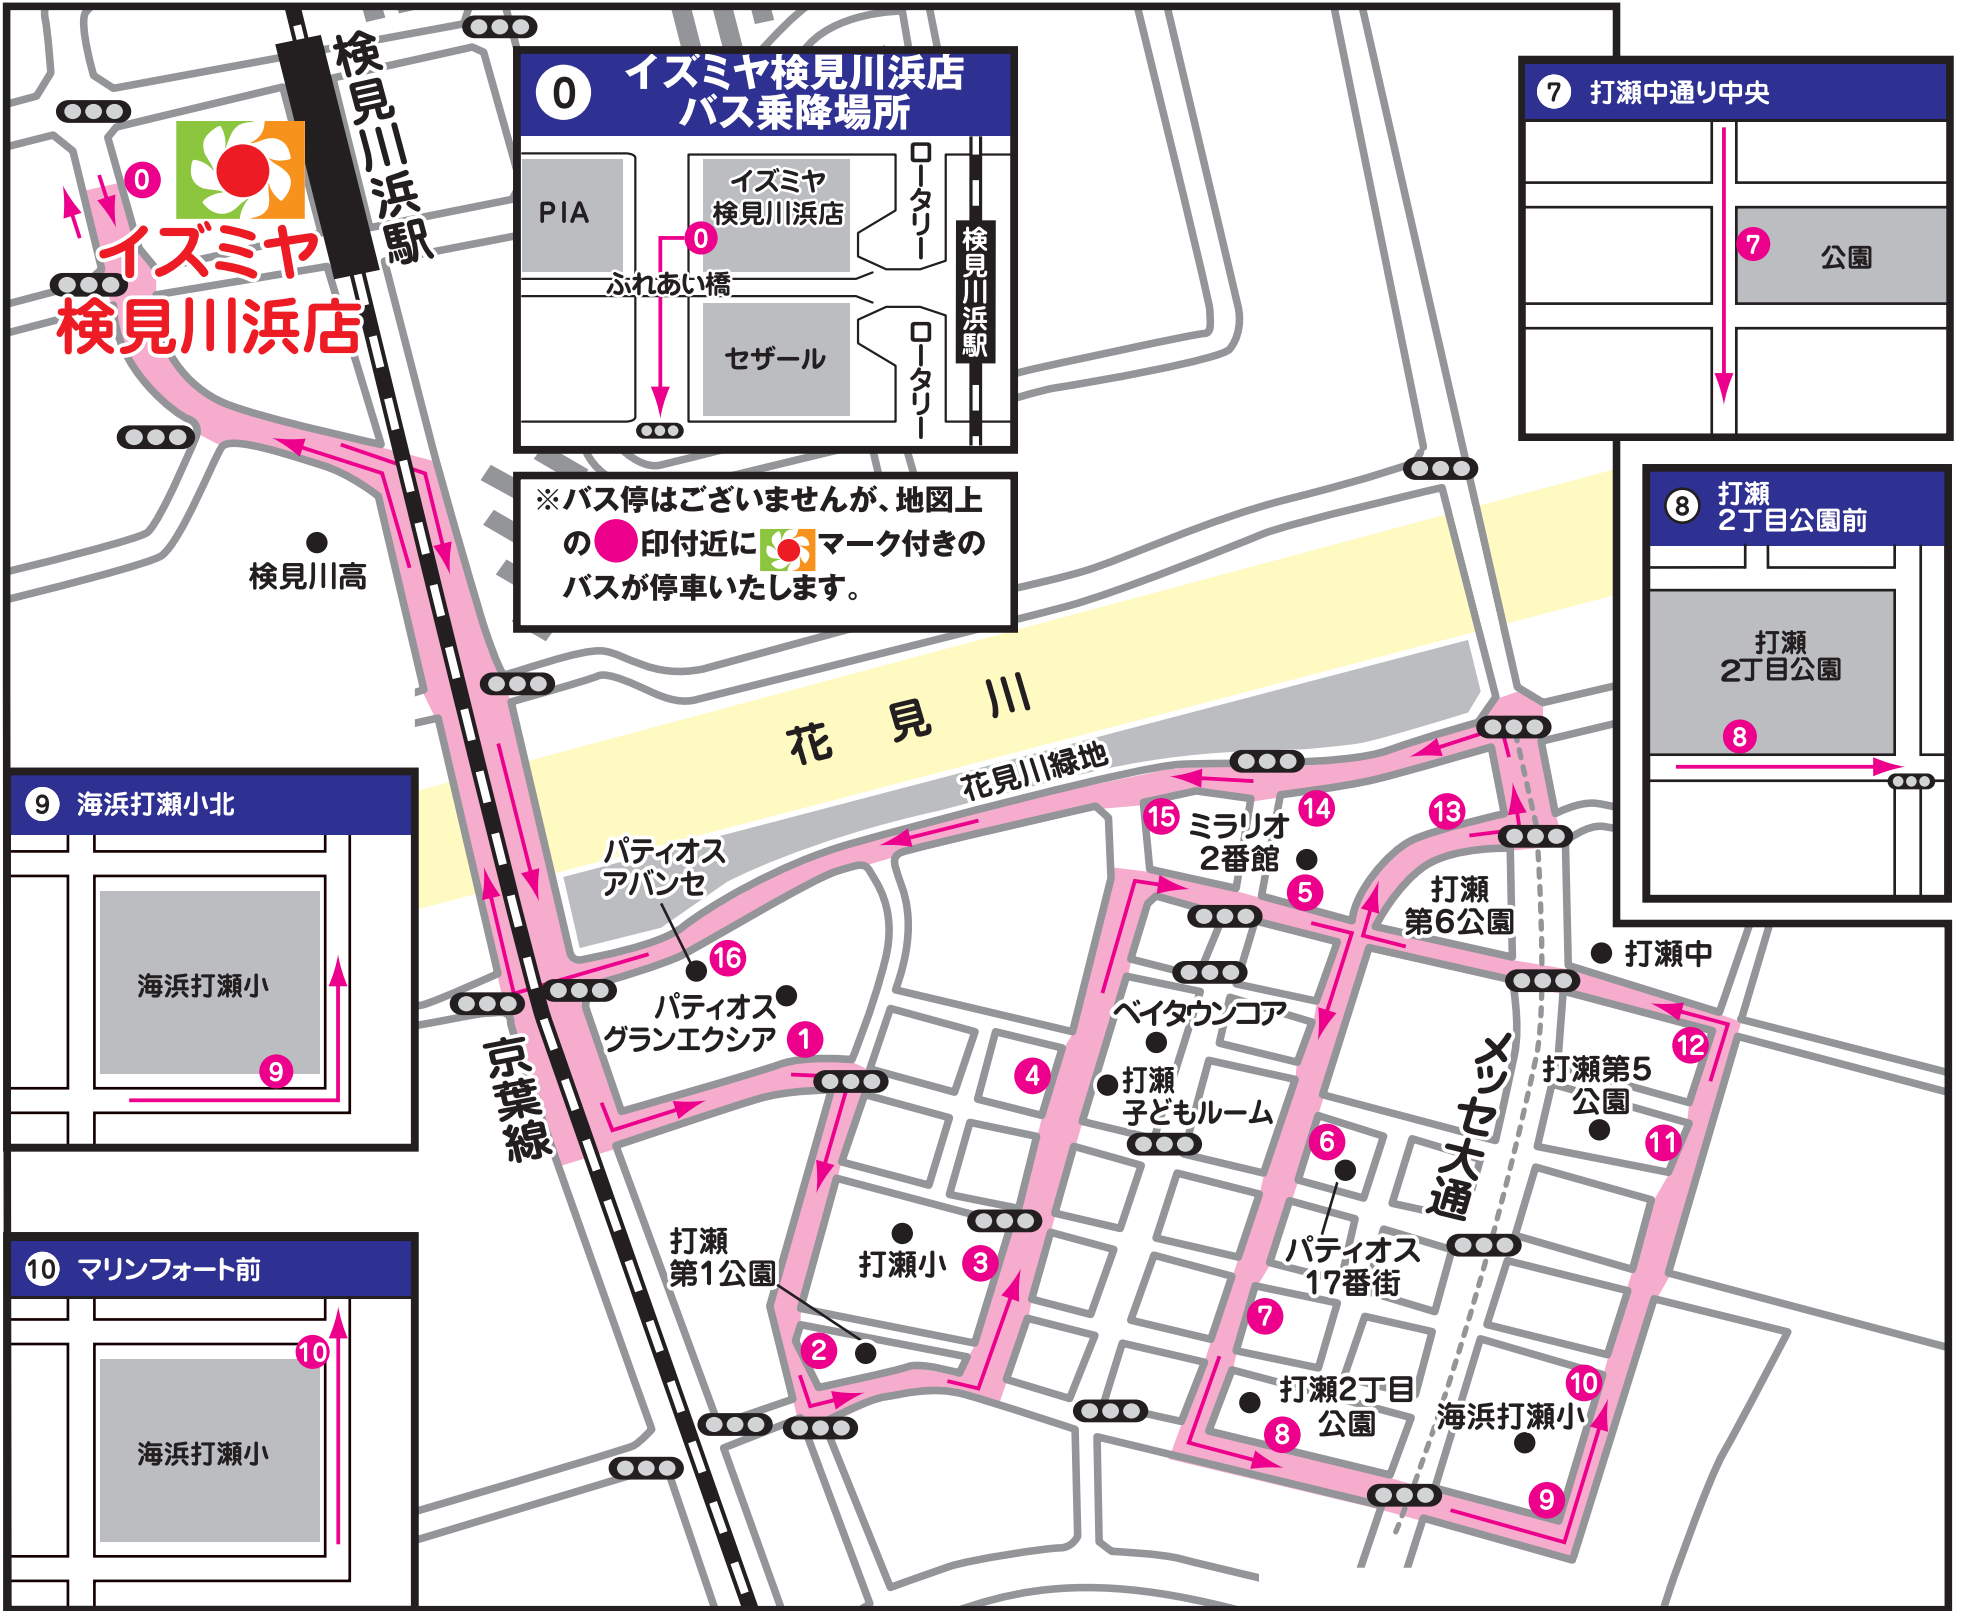 検見川浜駅
0
イズミヤ
検見川浜店
0
イズミヤ検見川浜店
バス乗降場所
PIA
イズミヤ
検見川浜店
0
ふれあい橋
セザール
ロータリー
ロータリー
検見川浜駅
※バス停はございませんが、地図上
の●印付近にマーク付きの
バスが停車いたします。
7
打瀬中通り中央
7
公園
8
打瀬
2丁目公園前
打瀬
2丁目公園
8
検見川高
花見川
花見川緑地
9
海浜打瀬小北
海浜打瀬小
9
10
マリンフォート前
10
海浜打瀬小
パティオス
アバンセ
16
パティオス
グランエクシア
1
京葉線
15
ミラリオ
2番館
14
13
5
打瀬
第6公園
打瀬中
ベイタウンコア
4
打瀬
子どもルーム
メッセ大通
打瀬第5
公園
12
11
6
打瀬
第1公園
打瀬小
3
パティオス
17番街
2
7
打瀬2丁目
公園
8
10
海浜打瀬小
9